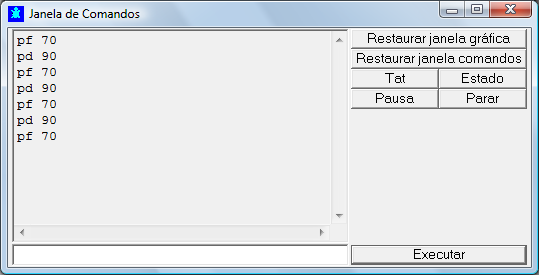 Janela de Comandos
pf 70
pd 90
pf 70
pd 90
pf 70
pd 90
pf 70
Restaurar janela gráfica
Restaurar janela comandos
Tat Estado
Pausa Parar
Executar